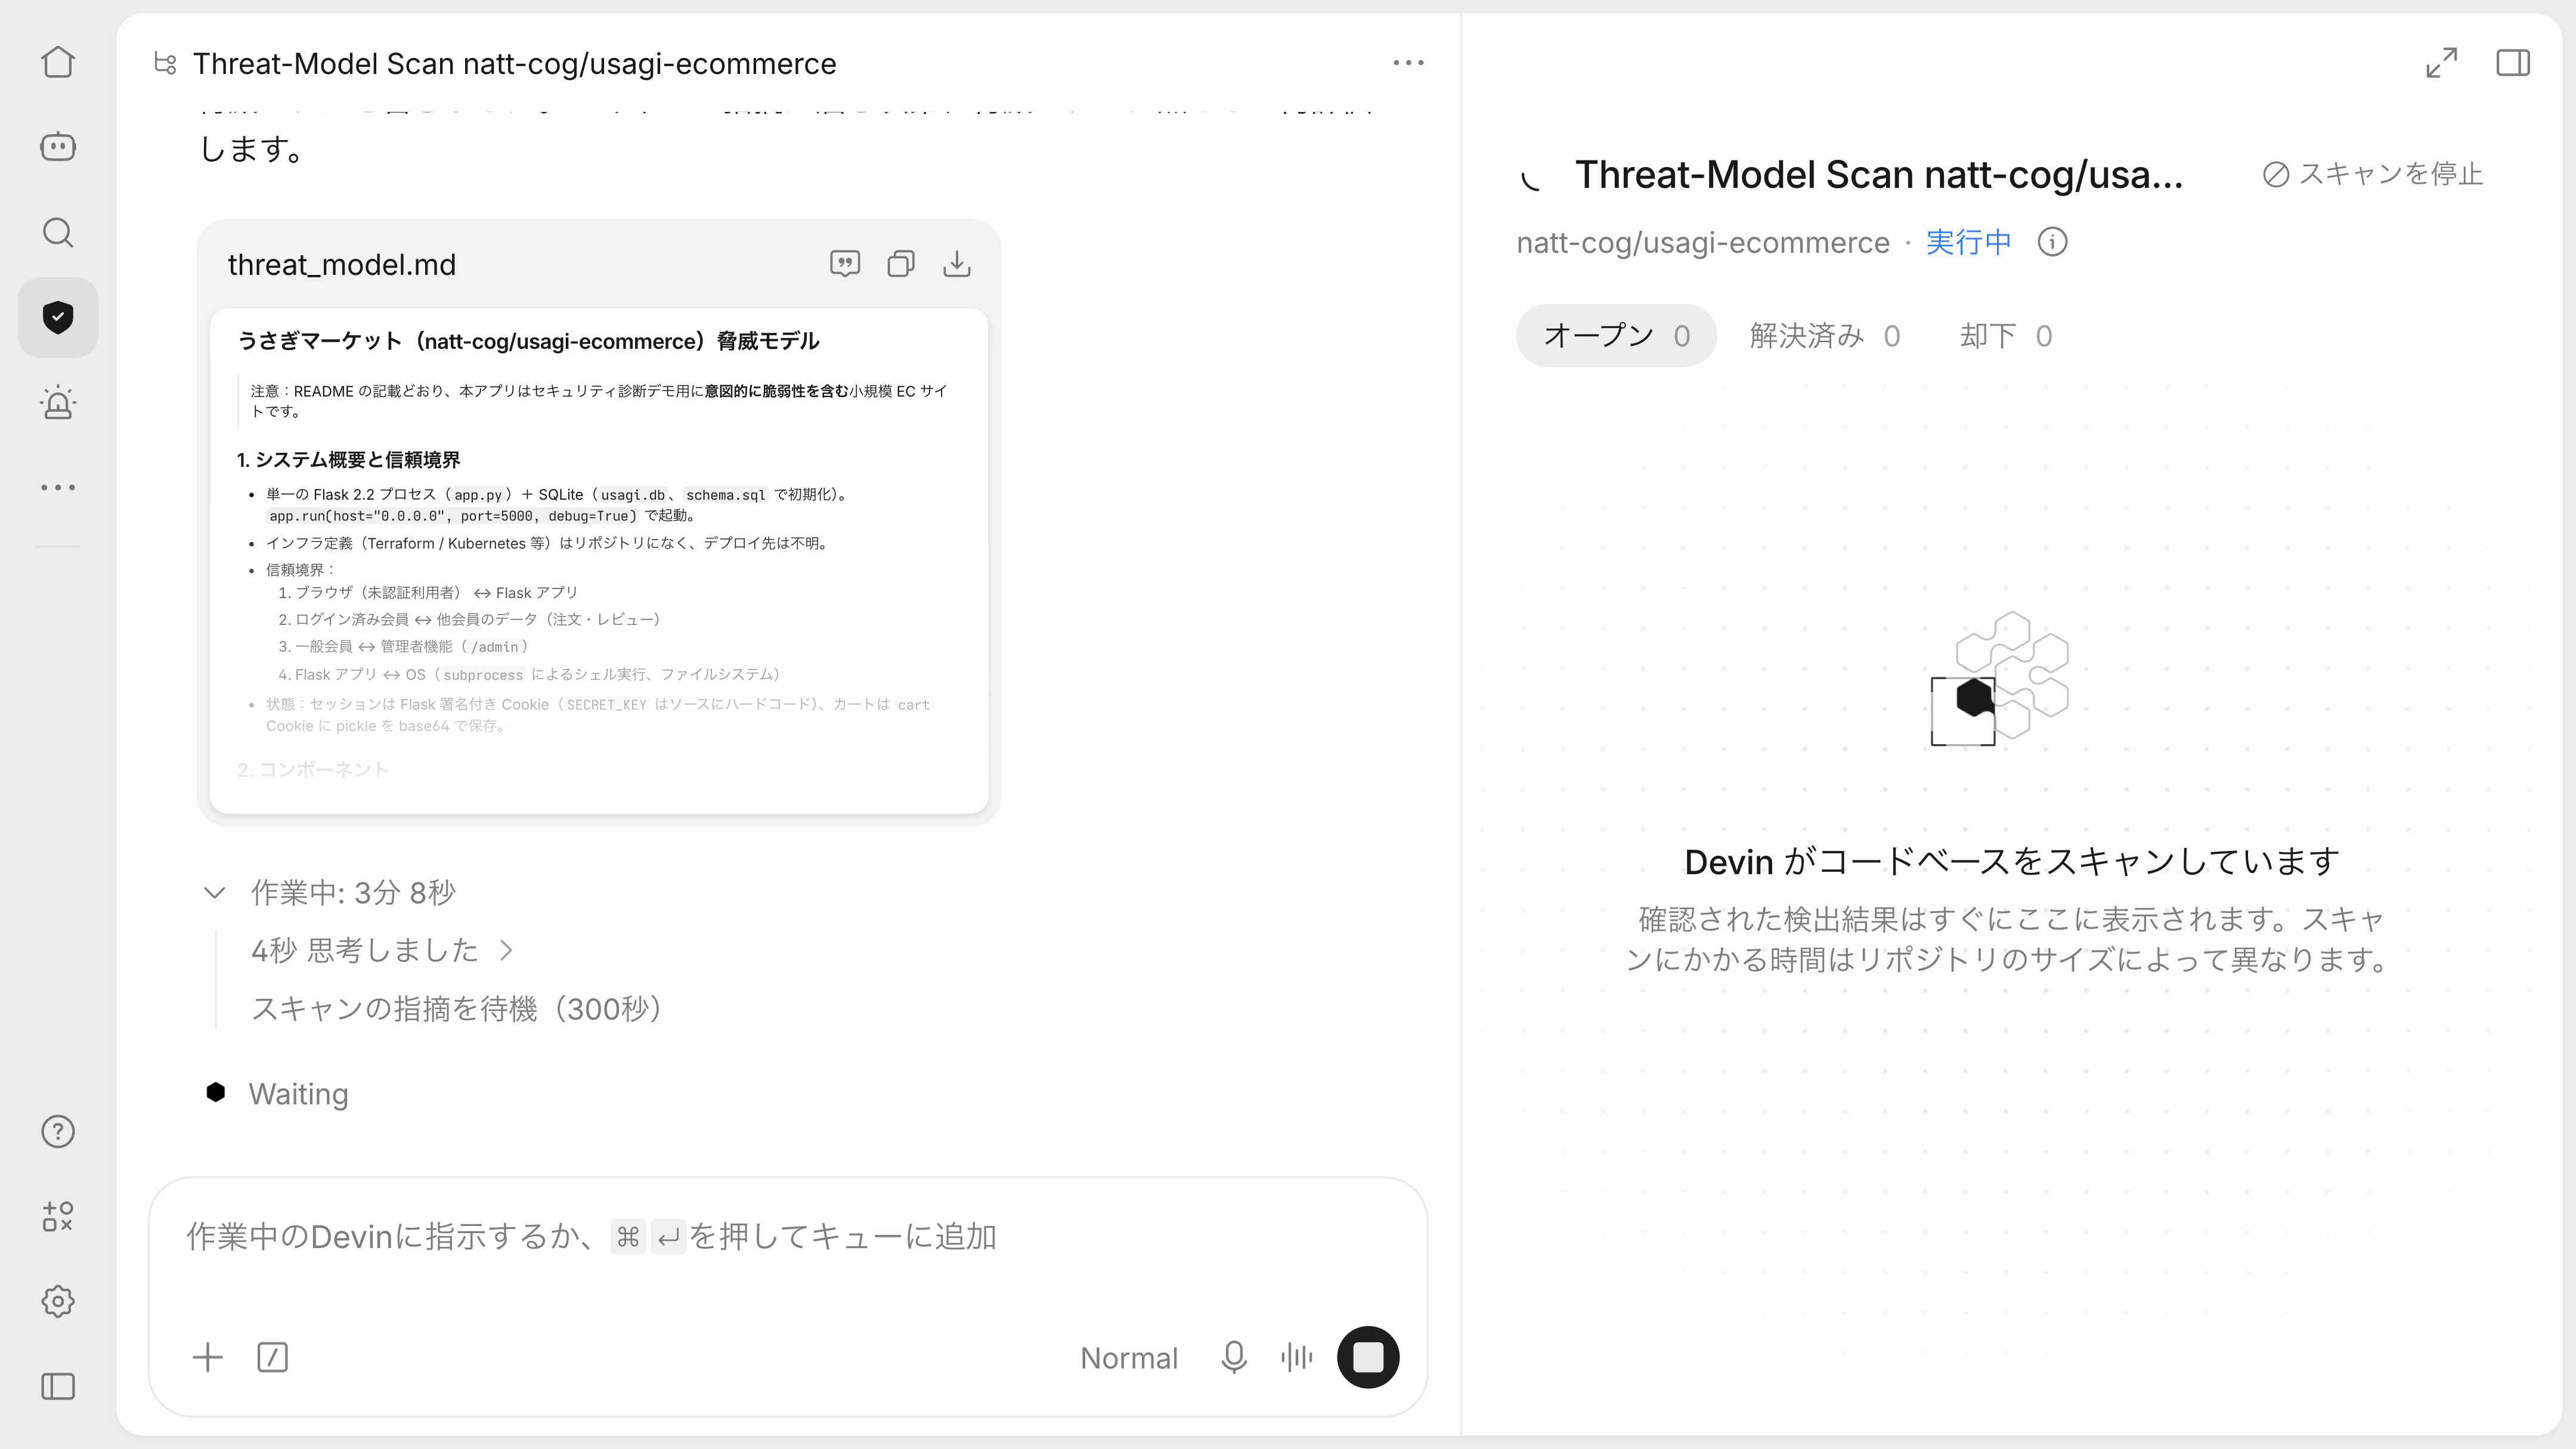 Threat-Model Scan natt-cog/usagi-ecommerce
します。
threat_model.md
うさぎマーケット（natt-cog/usagi-ecommerce）脅威モデル
注意：README の記載どおり、本アプリはセキュリティ診断デモ用に意図的に脆弱性を含む小規模 EC サイ
トです。
1. システム概要と信頼境界
• 単一の Flask 2.2 プロセス（app.py）＋ SQLite（usagi.db、schema.sql で初期化）。
app.run(host="0.0.0.0", port=5000, debug=True) で起動。
• インフラ定義（Terraform / Kubernetes 等）はリポジトリになく、デプロイ先は不明。
• 信頼境界：
1. ブラウザ（未認証利用者） ↔ Flask アプリ
2. ログイン済み会員 ↔ 他会員のデータ（注文・レビュー）
3. 一般会員 ↔ 管理者機能（/admin）
4. Flask アプリ ↔ OS（subprocess によるシェル実行、ファイルシステム）
• 状態：セッションは Flask 署名付き Cookie（SECRET_KEY はソースにハードコード）、カートは cart
Cookie に pickle を base64 で保存。
2. コンポーネント
作業中: 3分 8秒
4秒 思考しました
スキャンの指摘を待機（300秒）
Waiting
作業中のDevinに指示するか、⌘ ↵ を押してキューに追加
Normal
Threat-Model Scan natt-cog/usa...
スキャンを停止
natt-cog/usagi-ecommerce · 実行中
オープン 0 解決済み 0 却下 0
Devin がコードベースをスキャンしています
確認された検出結果はすぐにここに表示されます。スキャ
ンにかかる時間はリポジトリのサイズによって異なります。